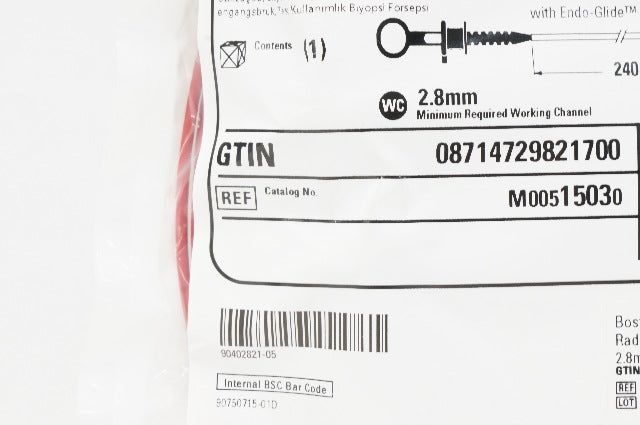 engangsbruk, Tek Kullanımlık Biyopsi Forsepsi
with Endo-Glide™
Contents (1)
240
WC 2.8mm
Minimum Required Working Channel
GTIN 08714729821700
REF Catalog No. M00515030
90402821-05
Internal BSC Bar Code
90750715-01D
Bos
Rad
2.8m
GTIN
REF
LOT